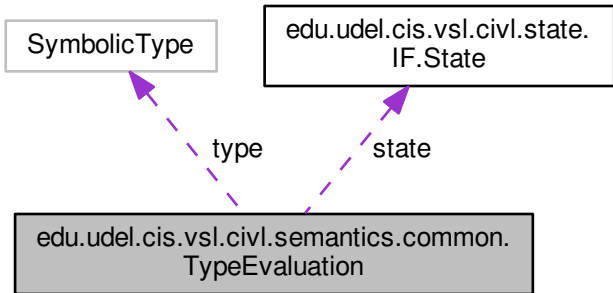 SymbolicType
edu.udel.cis.vsl.civl.state.
IF.State
type
state
edu.udel.cis.vsl.civl.semantics.common.
TypeEvaluation